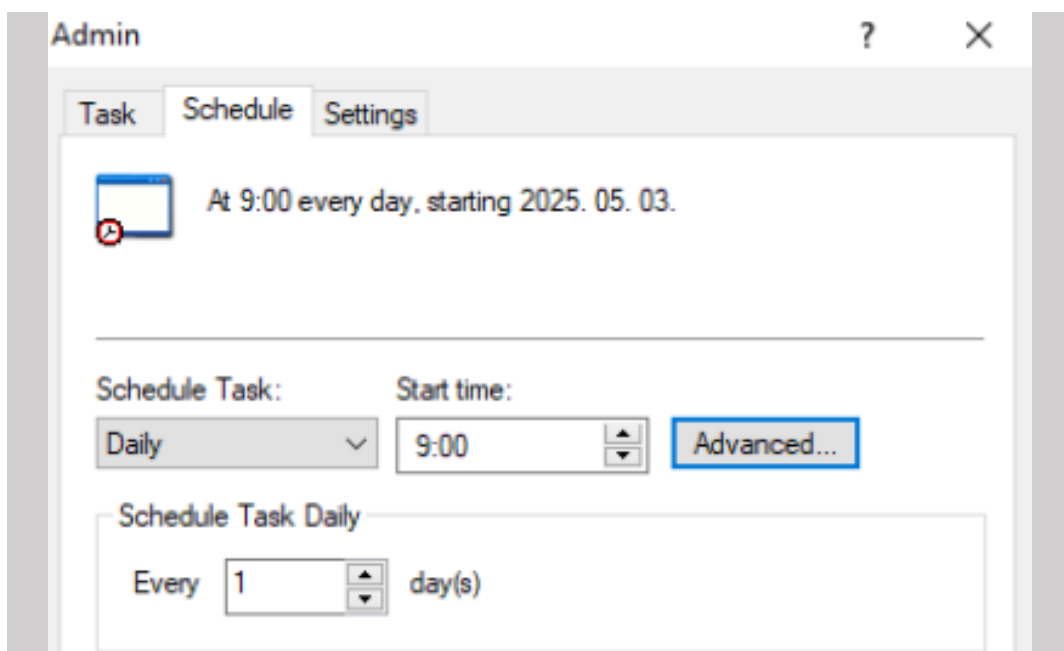 Admin
Task Schedule Settings
At 9:00 every day, starting 2025. 05. 03.
Schedule Task: Start time:
Daily 9:00 Advanced...
Schedule Task Daily
Every 1 day(s)